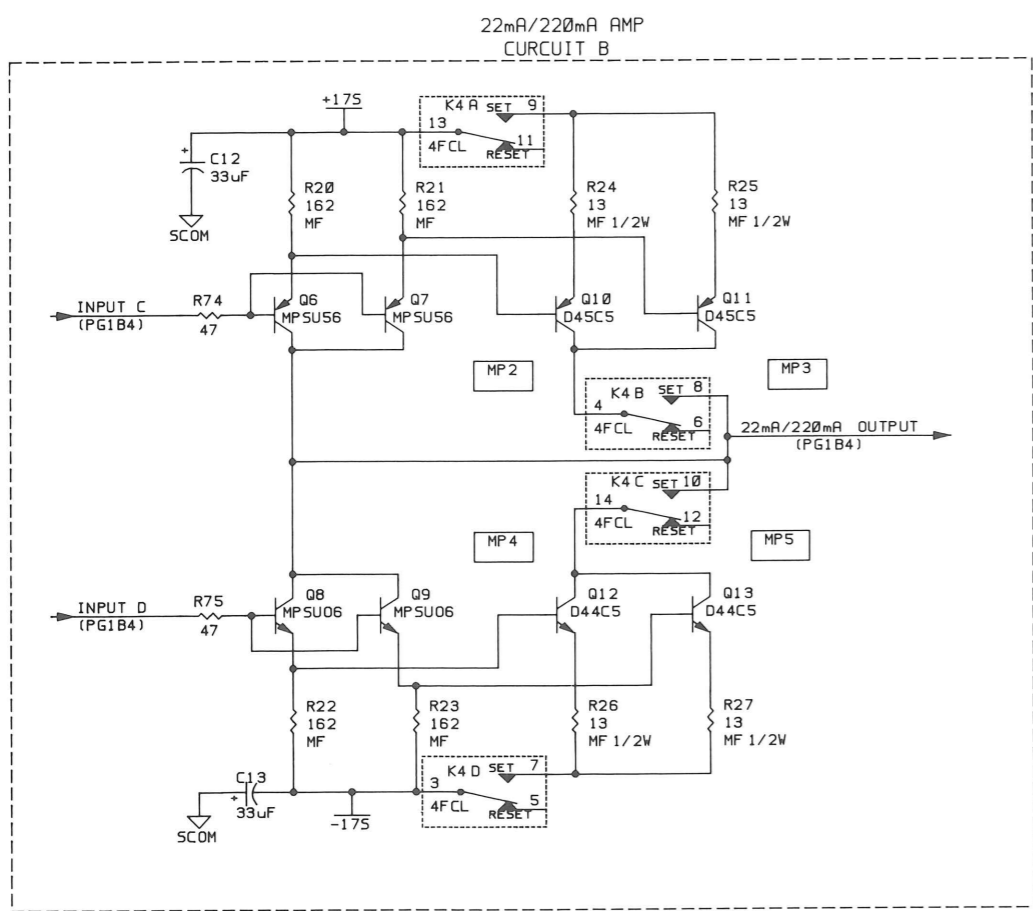 22mA/220mA AMP
CURCUIT B
+17S
K4A SET 9
13
11
4FCL
RESET
+
C12
33uF
SCOM
R20
162
MF
R21
162
MF
R24
13
MF 1/2W
R25
13
MF 1/2W
INPUT C
(PG1B4)
R74
47
Q6
MPSU56
Q7
MPSU56
Q10
D45C5
Q11
D45C5
MP2
MP3
K4B SET 8
4
6
4FCL
RESET
22mA/220mA OUTPUT
(PG1B4)
K4C SET 10
14
12
4FCL
RESET
MP4
MP5
INPUT D
(PG1B4)
R75
47
Q8
MPSU06
Q9
MPSU06
Q12
D44C5
Q13
D44C5
R22
162
MF
R23
162
MF
R26
13
MF 1/2W
R27
13
MF 1/2W
C13
+
33uF
SCOM
-17S
K4D SET 7
3
5
4FCL
RESET